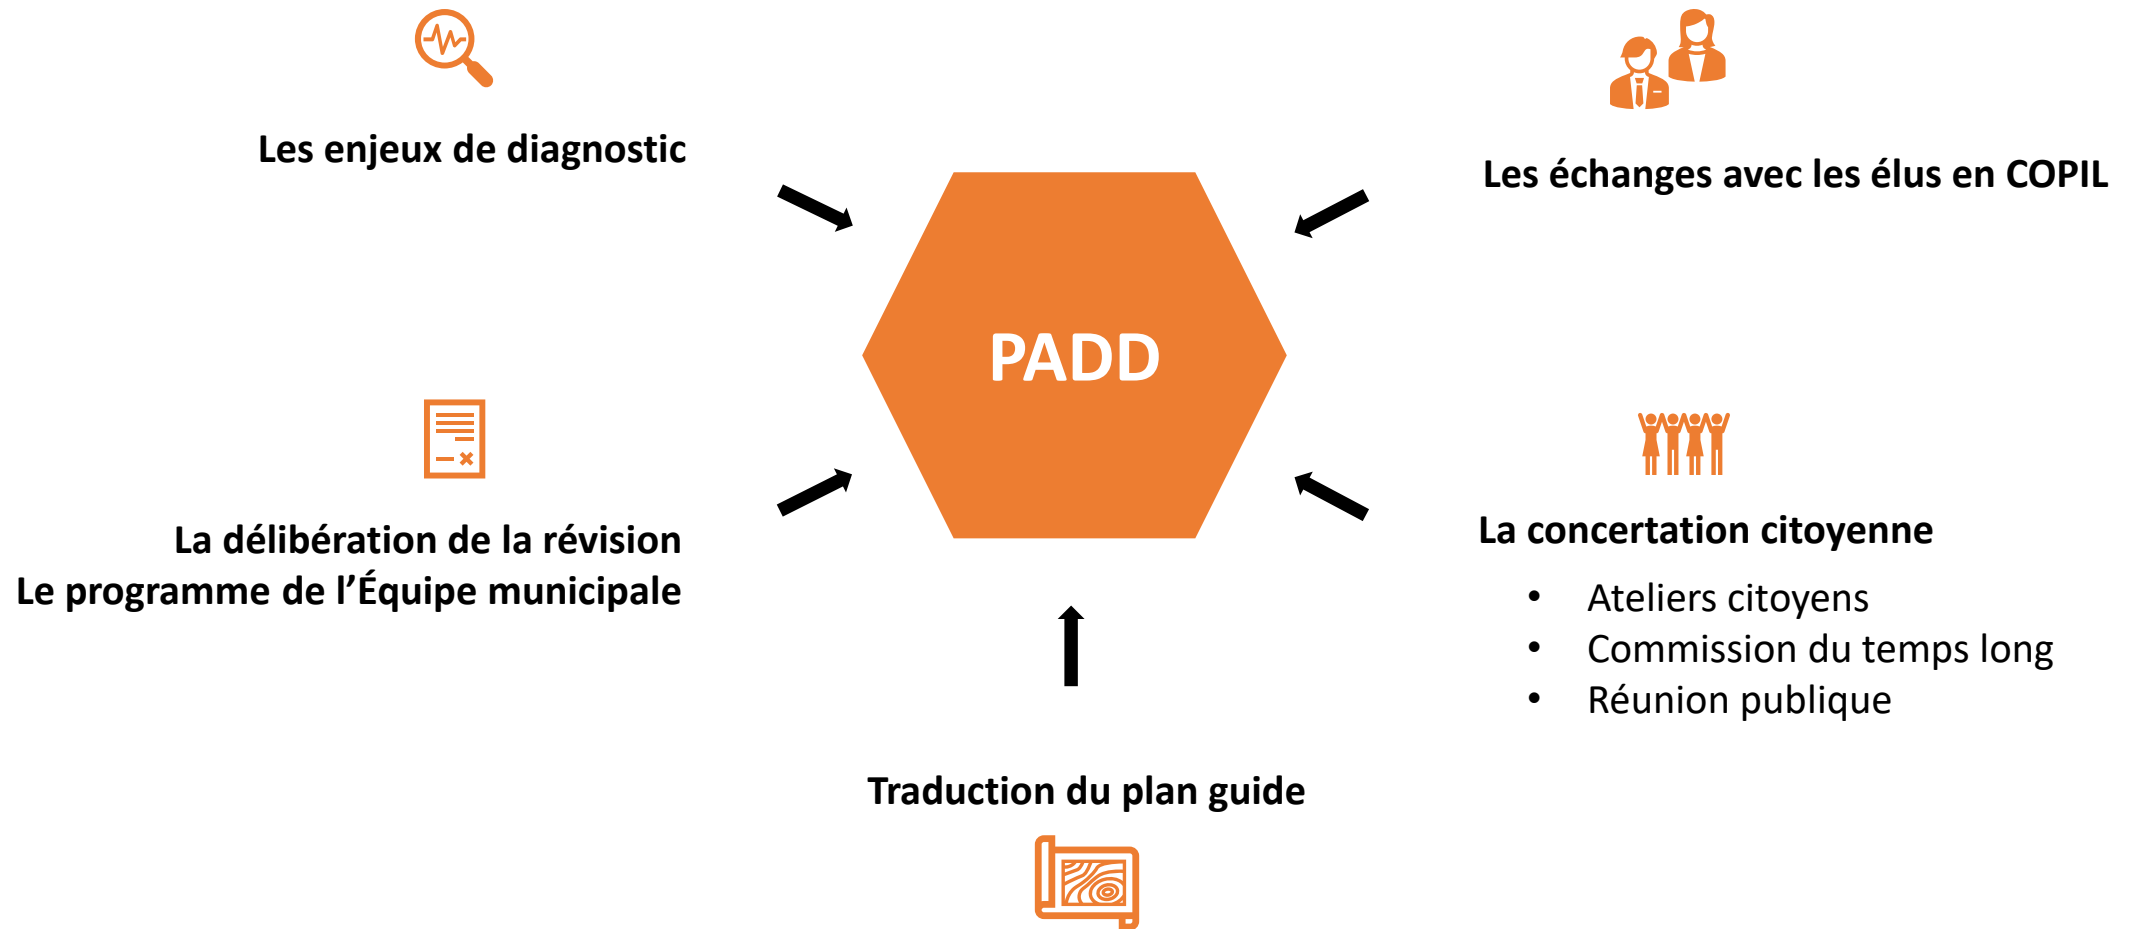 Les enjeux de diagnostic
Les échanges avec les élus en COPIL
PADD
La délibération de la révision
Le programme de l’Équipe municipale
La concertation citoyenne
• Ateliers citoyens
• Commission du temps long
• Réunion publique
Traduction du plan guide